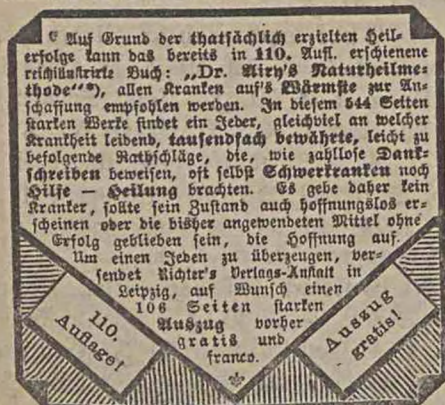 Auf Grund der thatsächlich erzielten Heil-
erfolge kann das bereits in 110. Aufl. erschienene
reichillustrirte Buch: „Dr. Airy's Naturheilme-
thode“*), allen Kranken auf's Wärmste zur An-
schaffung empfohlen werden. In diesem 544 Seiten
starken Werke findet ein Jeder, gleichviel an welcher
Krankheit leidend, tausendfach bewährte, leicht zu
befolgende Rathschläge, die, wie zahllose Dank-
schreiben beweisen, oft selbst Schwerkranken noch
Hilfe — Heilung brachten. Es gebe daher kein
Kranker, sollte sein Zustand auch hoffnungslos er-
scheinen oder die bisher angewendeten Mittel ohne
Erfolg geblieben sein, die Hoffnung auf.
Um einen Jeden zu überzeugen, ver-
sendet Richter's Verlags-Anstalt in
Leipzig, auf Wunsch einen
106 Seiten starken
Auszug vorher
gratis und
franco.
110.
Auflage!
Auszug
gratis!